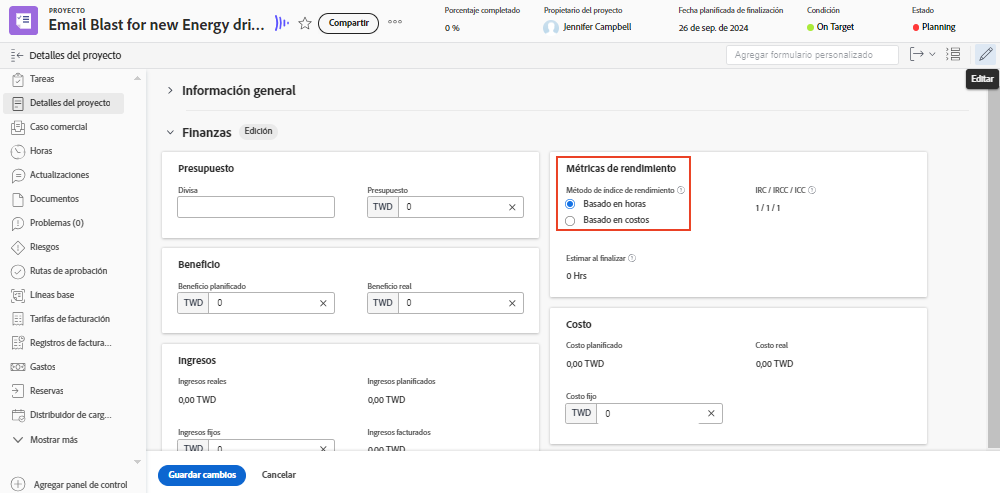 PROYECTO
Email Blast for new Energy dri...
Compartir
Porcentaje completado
0 %
Propietario del proyecto
Jennifer Campbell
Fecha planificada de finalización
26 de sep. de 2024
Condición
On Target
Estado
Planning
Detalles del proyecto
Agregar formulario personalizado
Editar
Tareas
Detalles del proyecto
Caso comercial
Horas
Actualizaciones
Documentos
Problemas (0)
Riesgos
Rutas de aprobación
Líneas base
Tarifas de facturación
Registros de factura...
Gastos
Reservas
Distribuidor de carg...
Mostrar más
Agregar panel de control
Información general
Finanzas Edición
Presupuesto
Divisa
Presupuesto
TWD 0
Beneficio
Beneficio planificado
TWD 0
Beneficio real
TWD 0
Ingresos
Ingresos reales
0,00 TWD
Ingresos planificados
0,00 TWD
Ingresos fijos
TWD 0
Ingresos facturados
0,00 TWD
Métricas de rendimiento
Método de índice de rendimiento
Basado en horas
Basado en costos
IRC / IRCC / ICC
1 / 1 / 1
Estimar al finalizar
0 Hrs
Costo
Costo planificado
0,00 TWD
Costo real
0,00 TWD
Costo fijo
TWD 0
Guardar cambios
Cancelar